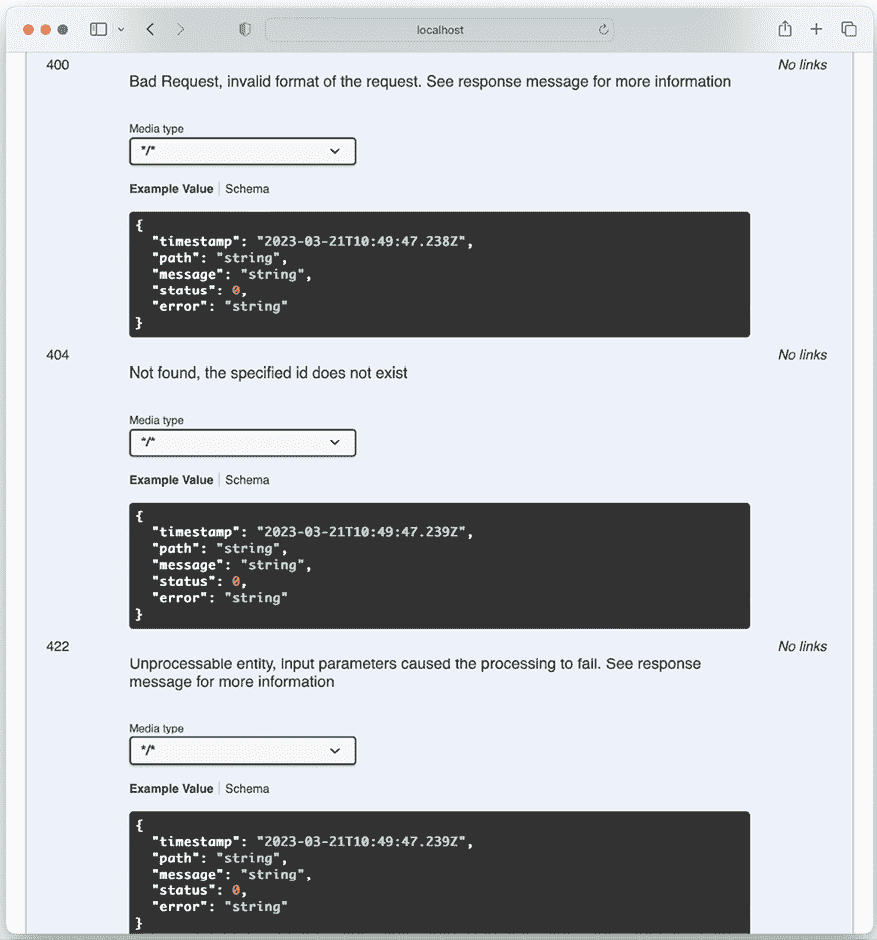 localhost
400
No links
Bad Request, invalid format of the request. See response message for more information
Media type
*/*
Example Value | Schema
{
"timestamp": "2023-03-21T10:49:47.238Z",
"path": "string",
"message": "string",
"status": 0,
"error": "string"
}
404
No links
Not found, the specified id does not exist
Media type
*/*
Example Value | Schema
{
"timestamp": "2023-03-21T10:49:47.239Z",
"path": "string",
"message": "string",
"status": 0,
"error": "string"
}
422
No links
Unprocessable entity, input parameters caused the processing to fail. See response
message for more information
Media type
*/*
Example Value | Schema
{
"timestamp": "2023-03-21T10:49:47.239Z",
"path": "string",
"message": "string",
"status": 0,
"error": "string"
}